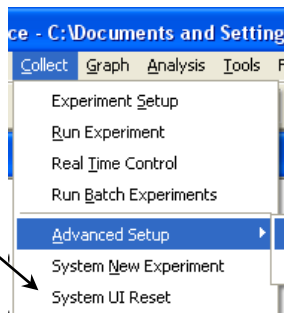 ce - C:\Documents and Setting
Collect Graph Analysis Tools F
Experiment Setup
Run Experiment
Real Time Control
Run Batch Experiments
Advanced Setup
System New Experiment
System UI Reset